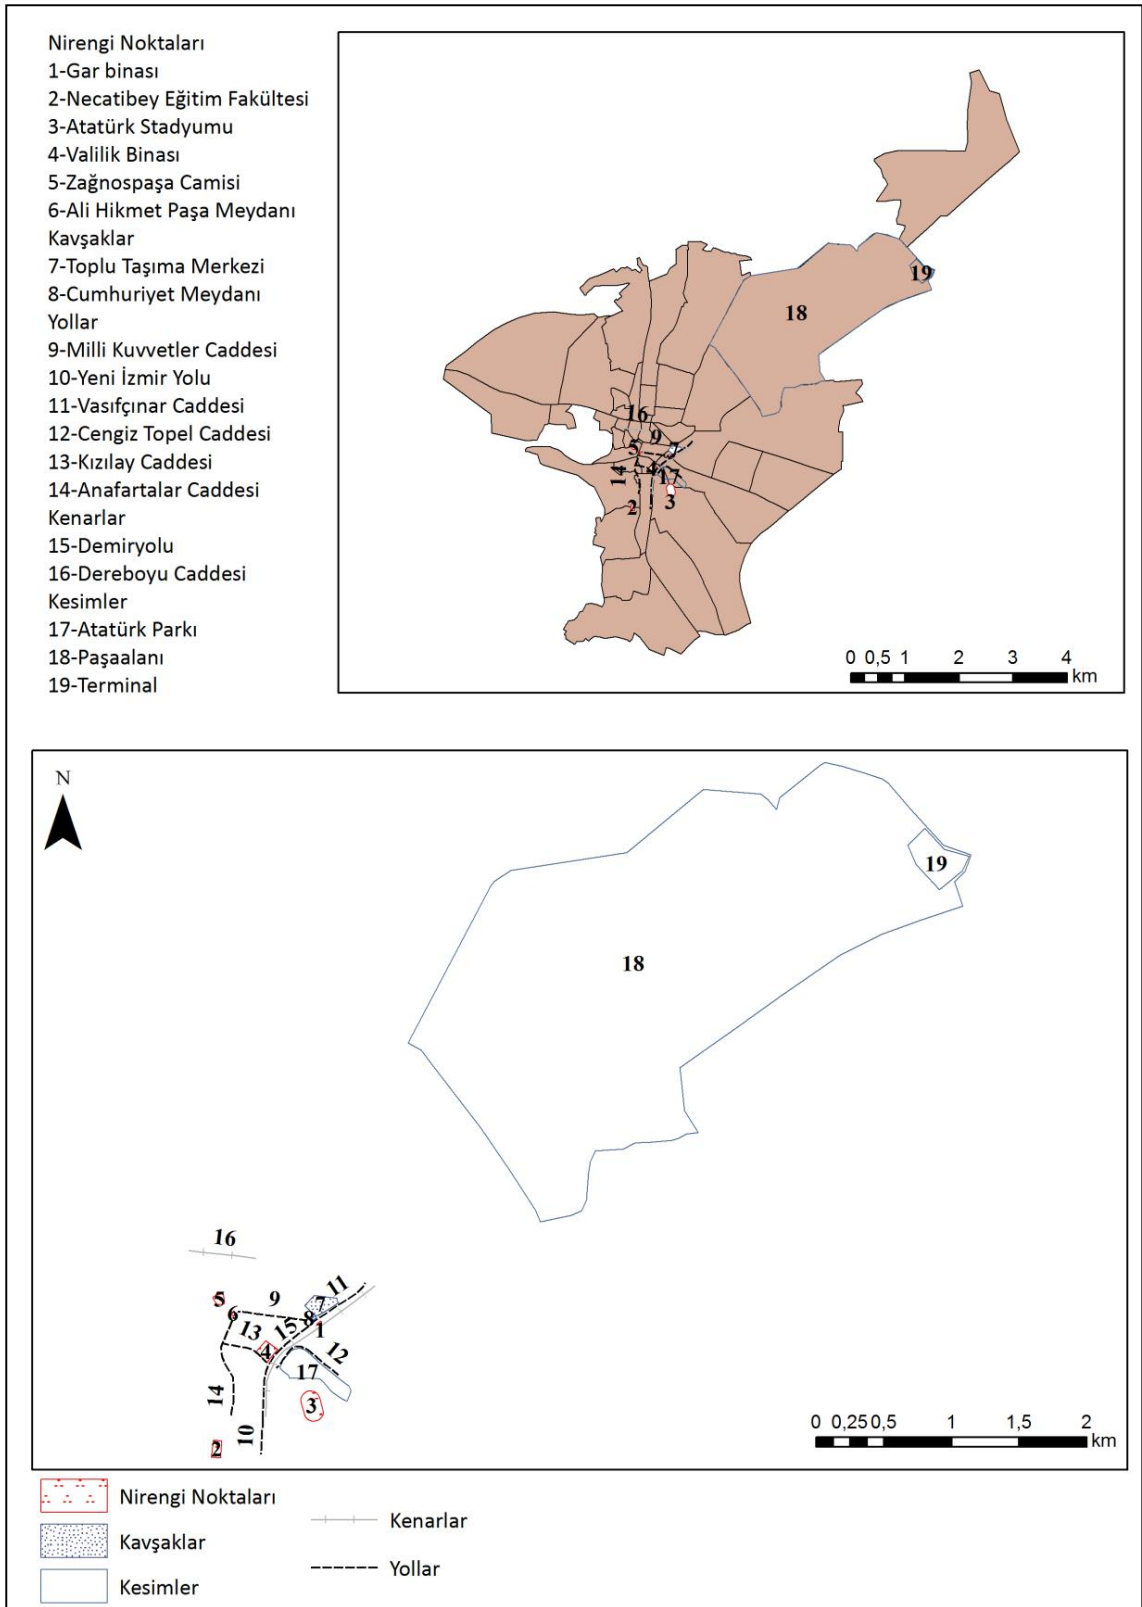 Nirengi Noktaları
1-Gar binası
2-Necatibey Eğitim Fakültesi
3-Atatürk Stadyumu
4-Valilik Binası
5-Zağnospaşa Camisi
6-Ali Hikmet Paşa Meydanı
Kavşaklar
7-Toplu Taşıma Merkezi
8-Cumhuriyet Meydanı
Yollar
9-Milli Kuvvetler Caddesi
10-Yeni İzmir Yolu
11-Vasıfçınar Caddesi
12-Cengiz Topel Caddesi
13-Kızılay Caddesi
14-Anafartalar Caddesi
Kenarlar
15-Demiryolu
16-Dereboyu Caddesi
Kesimler
17-Atatürk Parkı
18-Paşaalanı
19-Terminal
19
18
16
9
5
7
4
14
17
3
2
0 0,5 1 2 3 4
km
N
19
18
16
11
5
9
7
6
8
13
15
1
4
12
17
14
3
10
2
0 0,25 0,5 1 1,5 2
km
Nirengi Noktaları
Kavşaklar
Kesimler
Kenarlar
Yollar